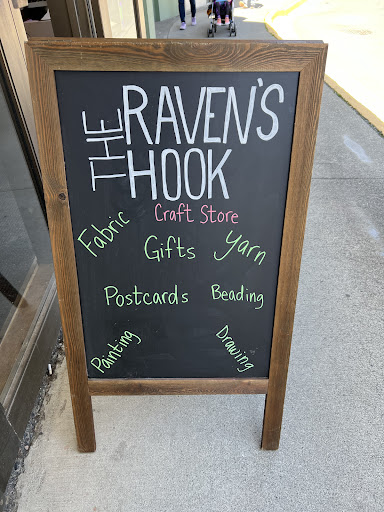 THE RAVEN'S
HOOK
Craft Store
Fabric Gifts Yarn
Postcards Beading
Painting Drawing